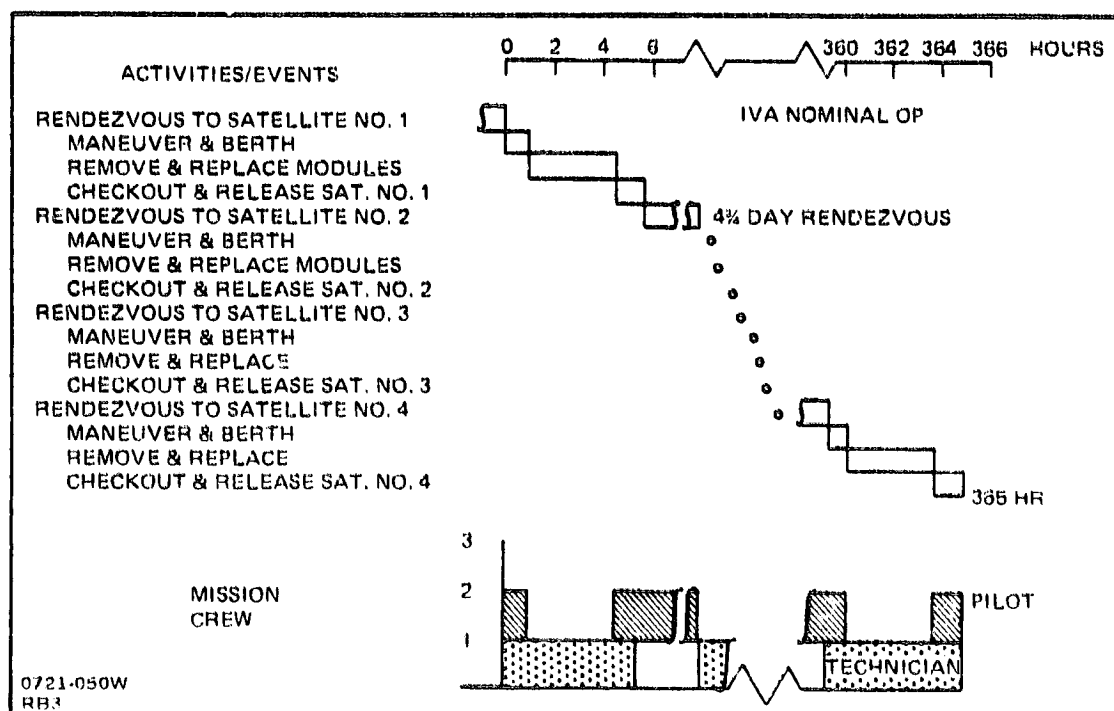 0 2 4 6 360 362 364 366 HOURS
ACTIVITIES/EVENTS
IVA NOMINAL OP
RENDEZVOUS TO SATELLITE NO. 1
MANEUVER & BERTH
REMOVE & REPLACE MODULES
CHECKOUT & RELEASE SAT. NO. 1
RENDEZVOUS TO SATELLITE NO. 2 4¾ DAY RENDEZVOUS
MANEUVER & BERTH
REMOVE & REPLACE MODULES
CHECKOUT & RELEASE SAT. NO. 2
RENDEZVOUS TO SATELLITE NO. 3
MANEUVER & BERTH
REMOVE & REPLACE
CHECKOUT & RELEASE SAT. NO. 3
RENDEZVOUS TO SATELLITE NO. 4
MANEUVER & BERTH
REMOVE & REPLACE
CHECKOUT & RELEASE SAT. NO. 4
365 HR
3
2
1
MISSION
CREW
PILOT
TECHNICIAN
0721-050W
RB3